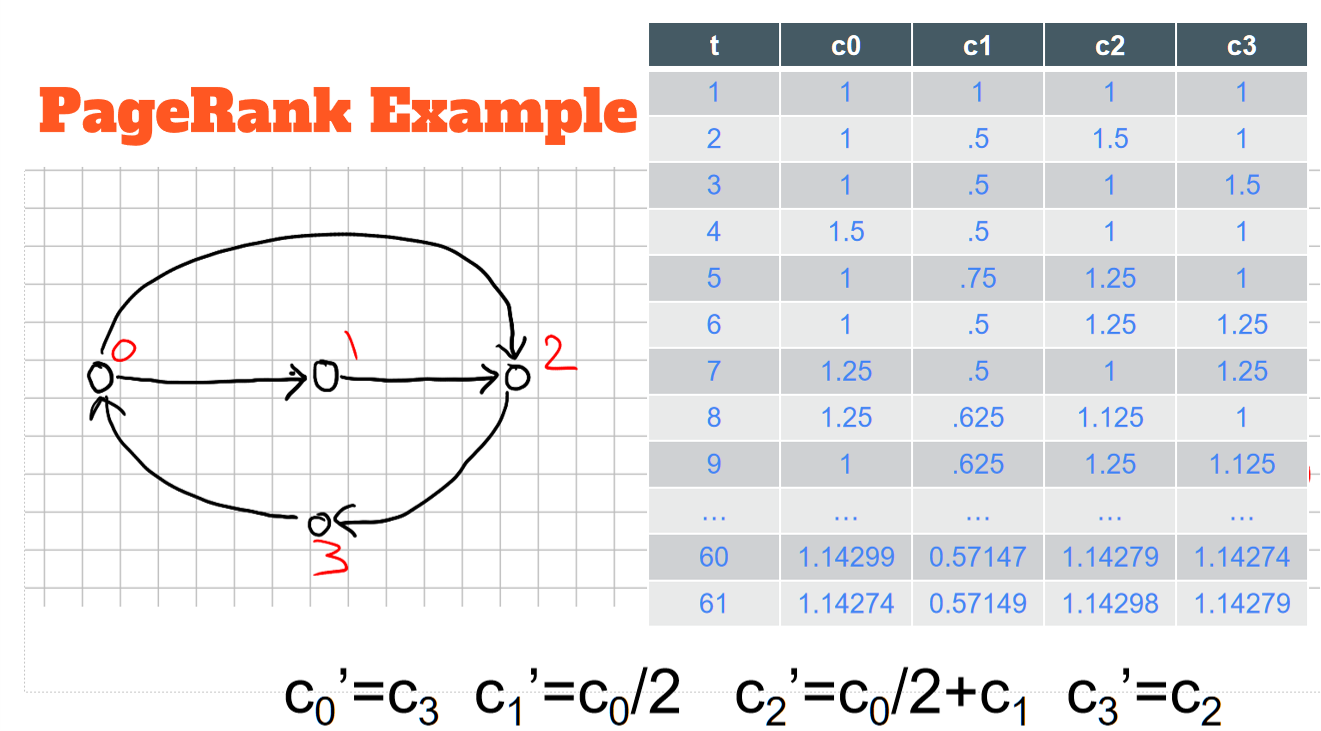 PageRank Example
t c0 c1 c2 c3
1 1 1 1 1
2 1 .5 1.5 1
3 1 .5 1 1.5
4 1.5 .5 1 1
5 1 .75 1.25 1
6 1 .5 1.25 1.25
7 1.25 .5 1 1.25
8 1.25 .625 1.125 1
9 1 .625 1.25 1.125
... ... ... ... ...
60 1.14299 0.57147 1.14279 1.14274
61 1.14274 0.57149 1.14298 1.14279
0 1 2
3
c₀’=c₃ c₁’=c₀/2 c₂’=c₀/2+c₁ c₃’=c₂